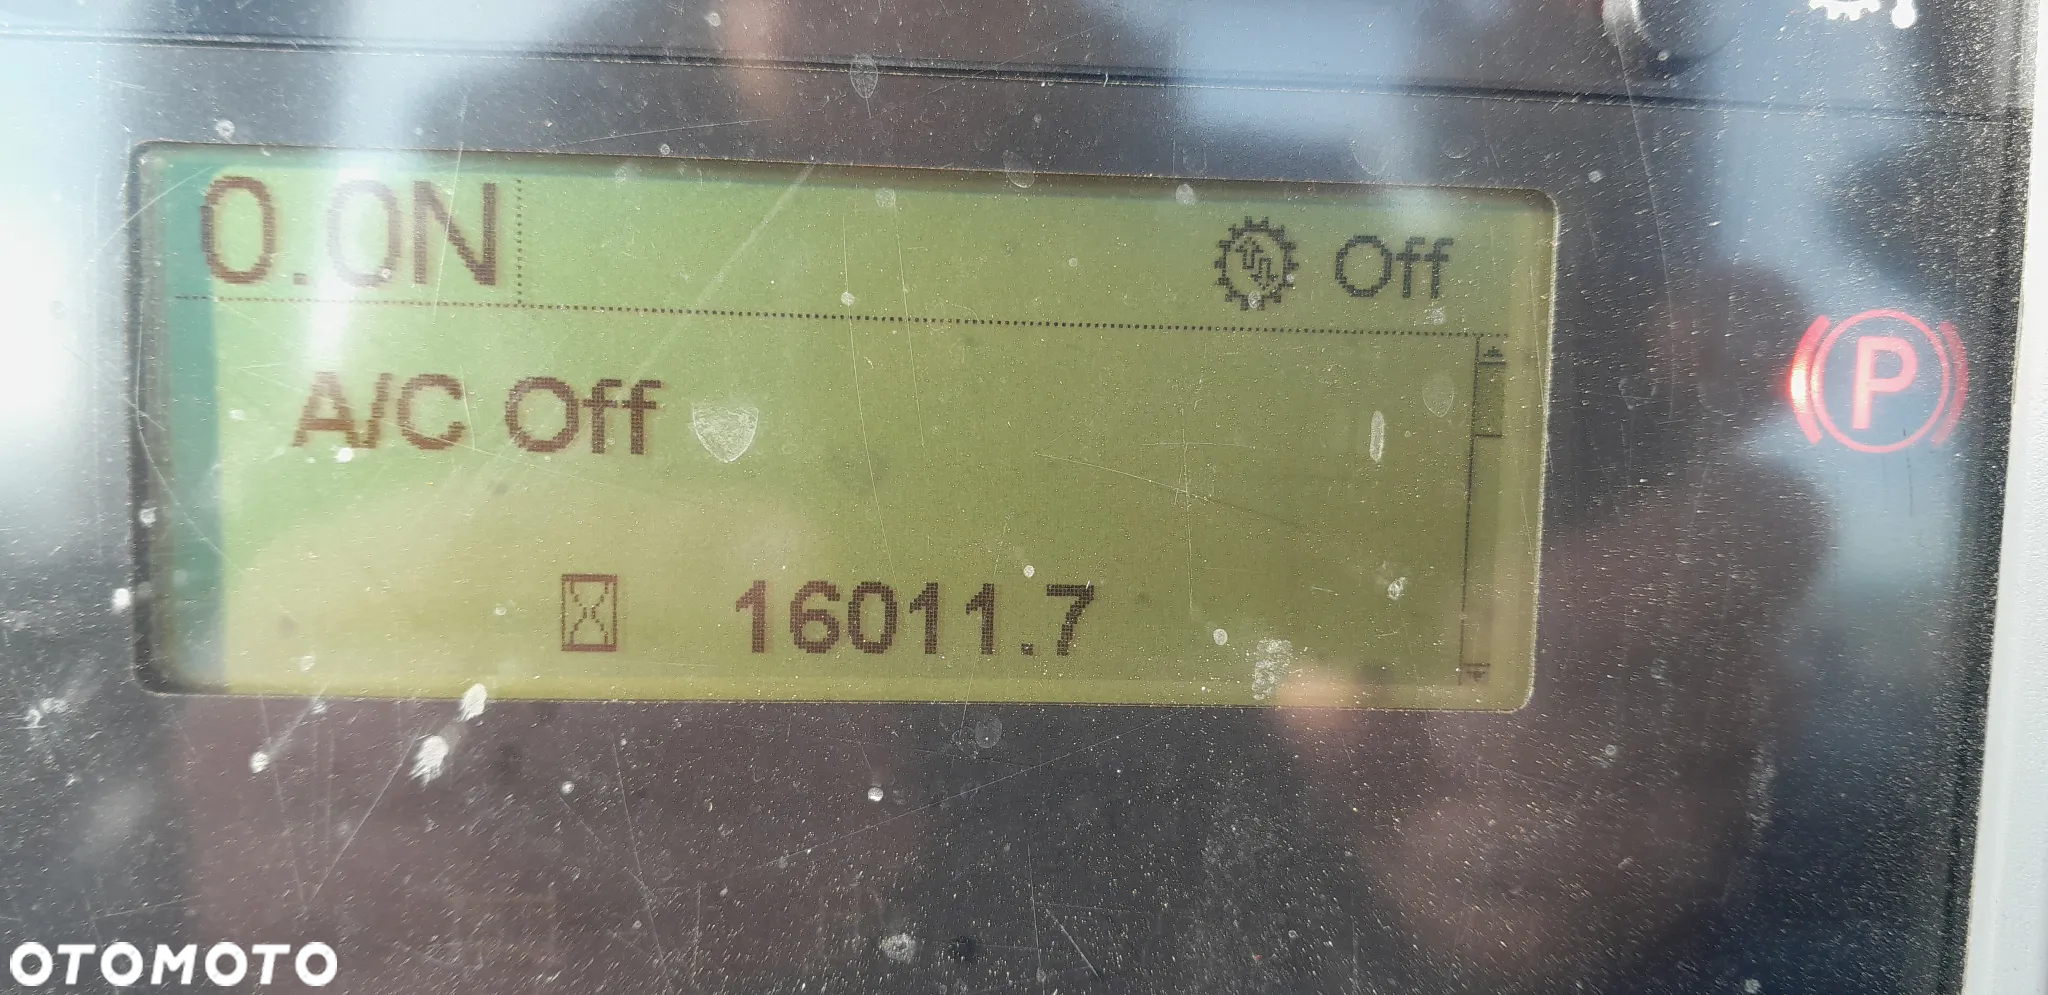 0.0N
Off
A/C Off
P
16011.7
OTOMOTO